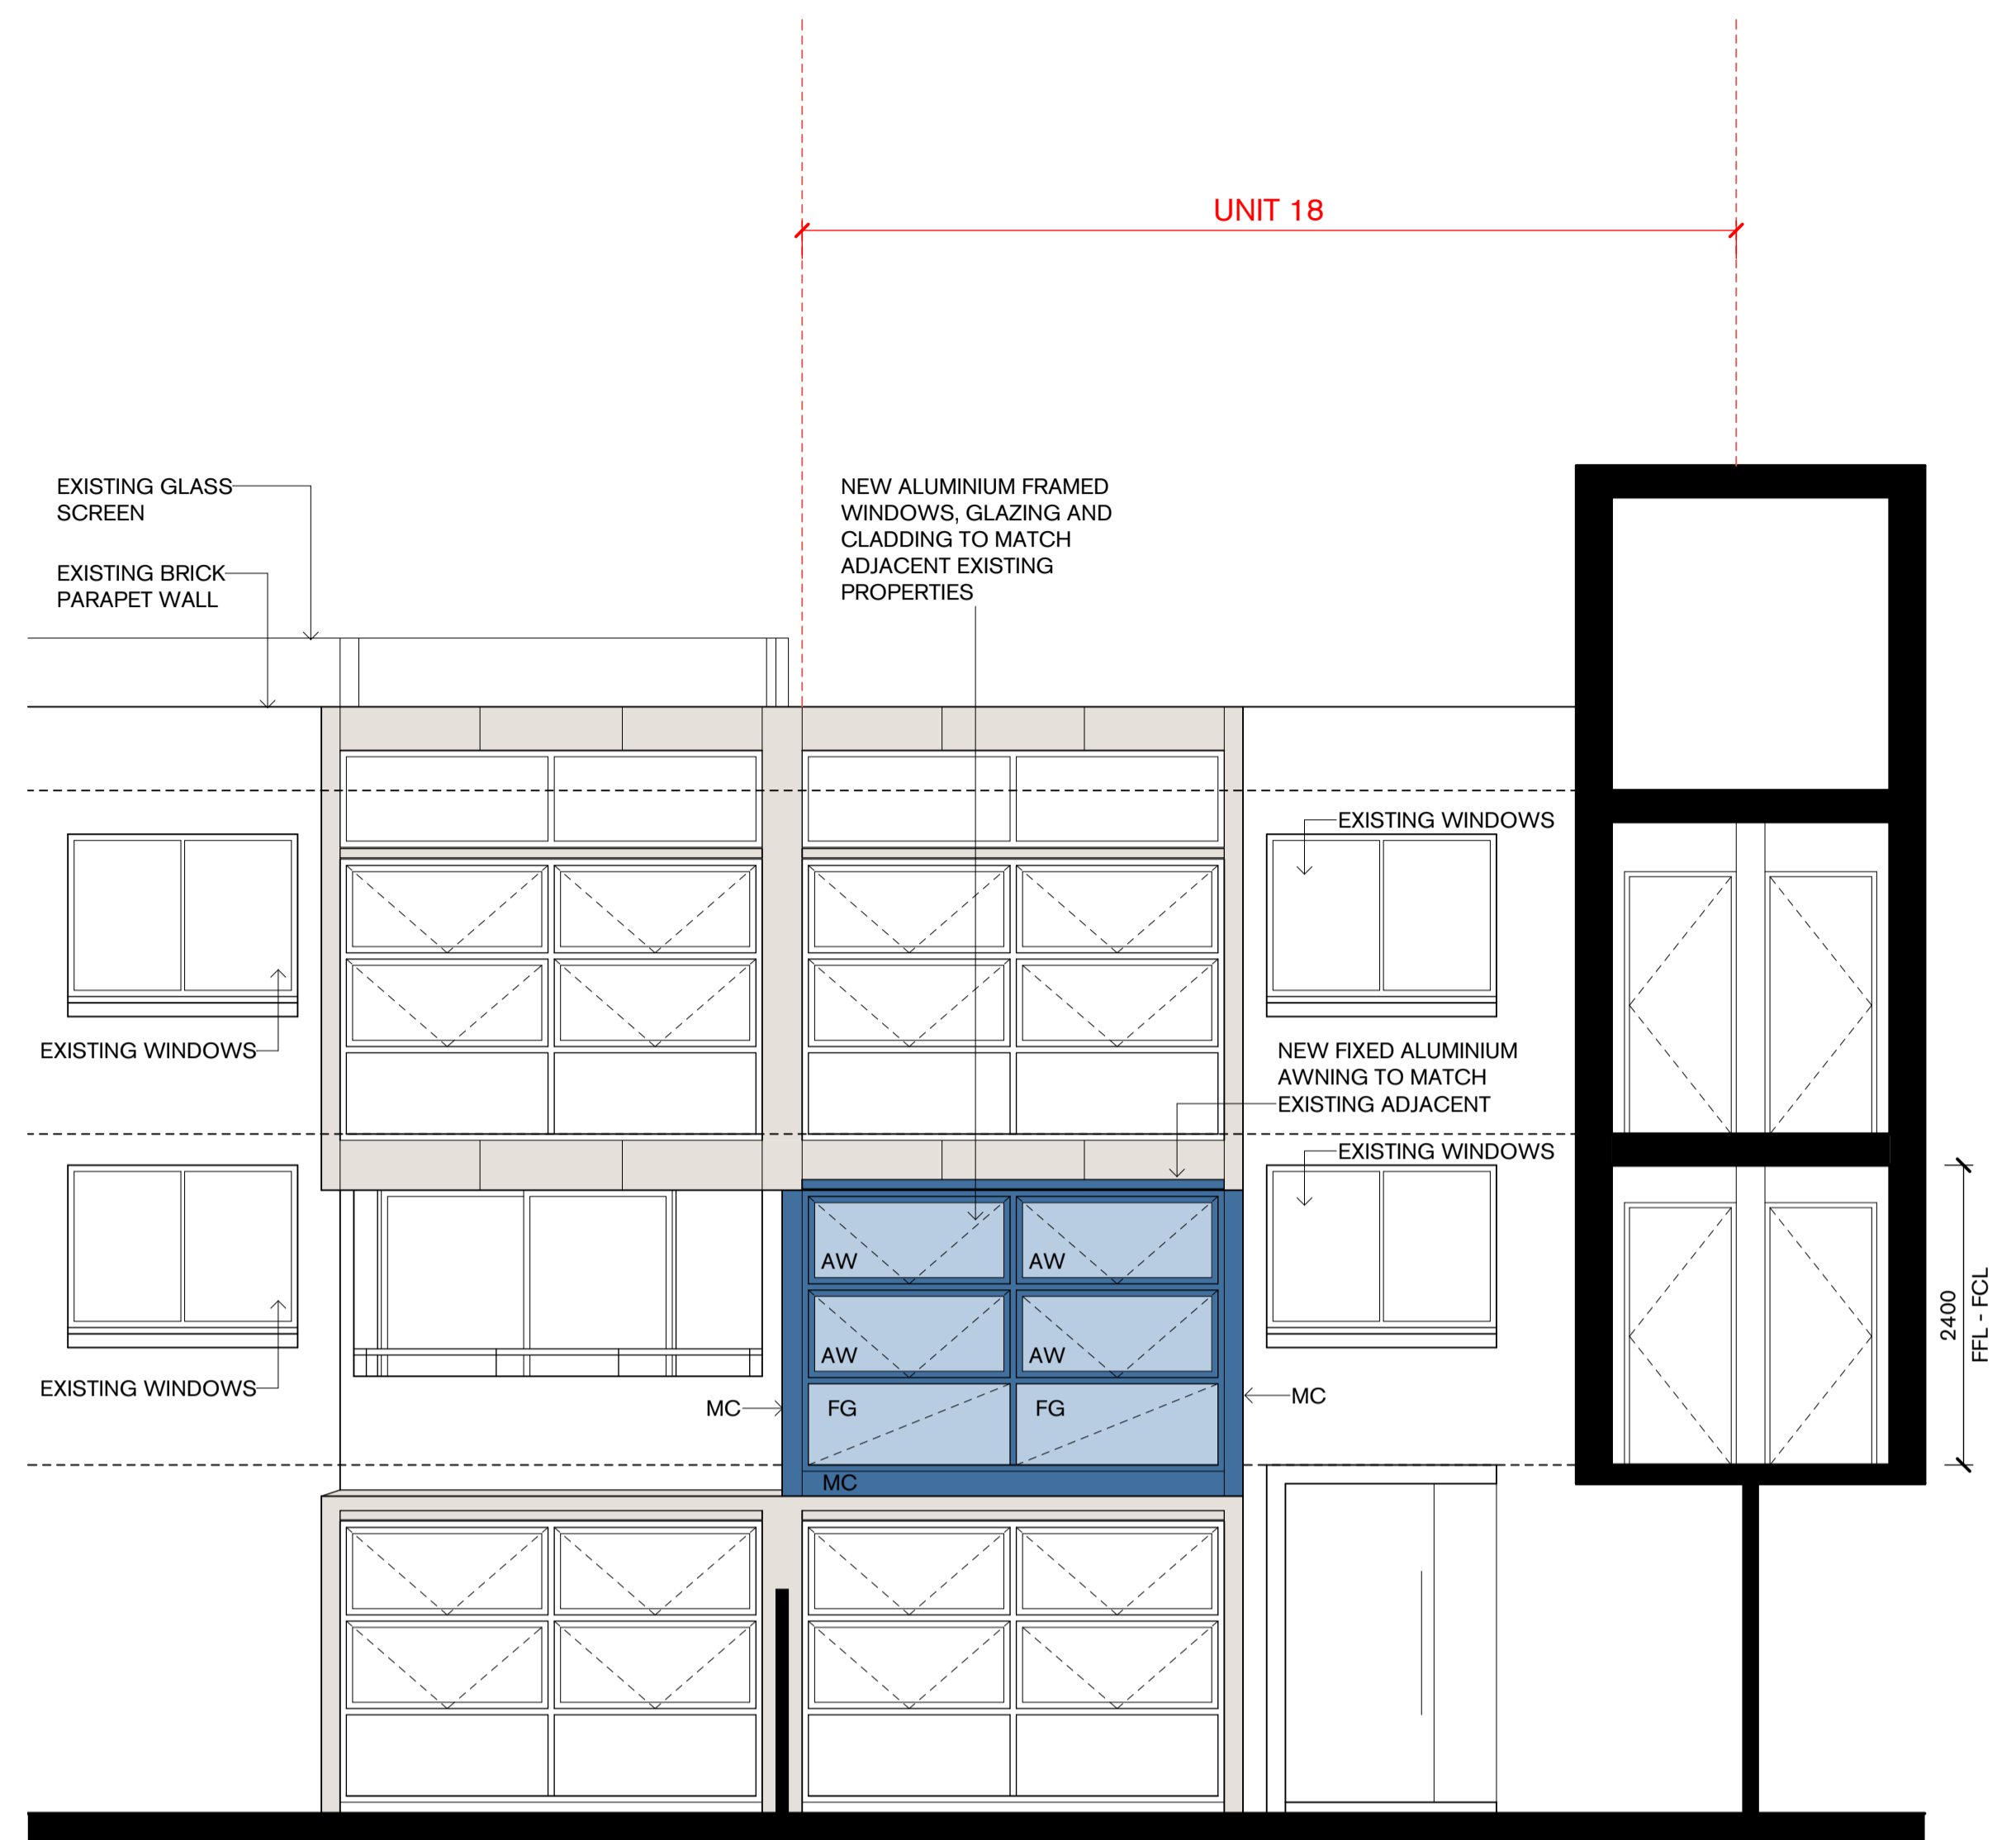 UNIT 18
EXISTING GLASS
SCREEN
EXISTING BRICK
PARAPET WALL
NEW ALUMINIUM FRAMED
WINDOWS, GLAZING AND
CLADDING TO MATCH
ADJACENT EXISTING
PROPERTIES
EXISTING WINDOWS
EXISTING WINDOWS
NEW FIXED ALUMINIUM
AWNING TO MATCH
EXISTING ADJACENT
EXISTING WINDOWS
AW
AW
AW
AW
EXISTING WINDOWS
MC
FG
FG
MC
MC
2400
FFL - FCL